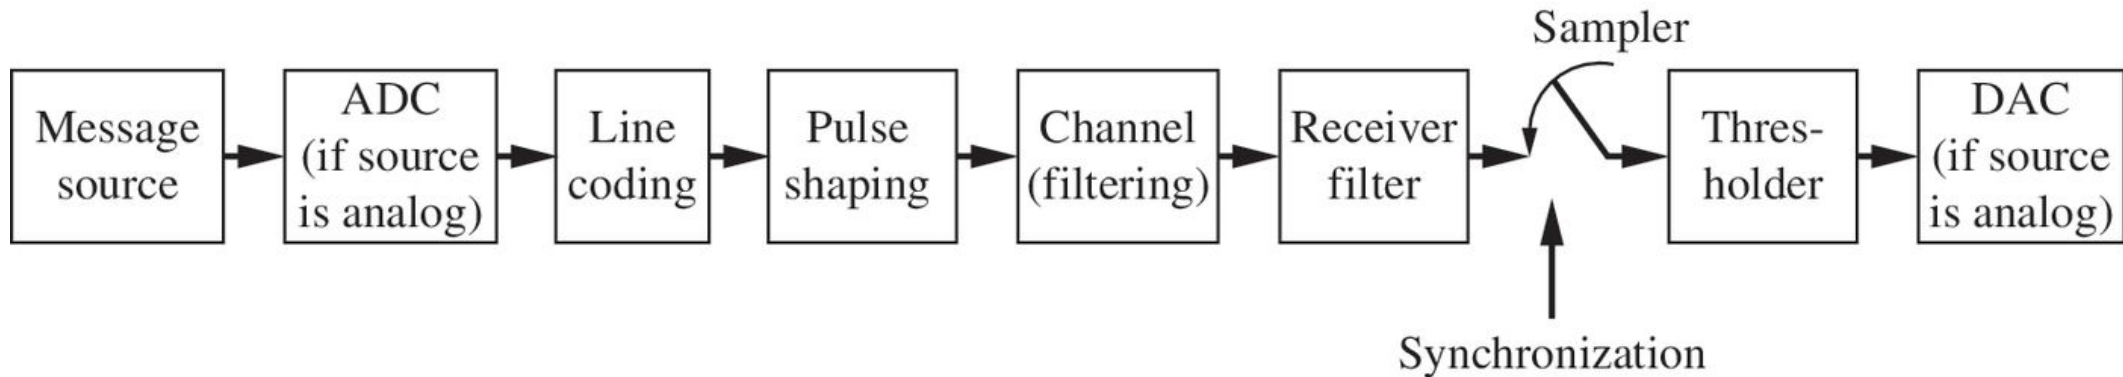 Sampler
Message
source
ADC
(if source
is analog)
Line
coding
Pulse
shaping
Channel
(filtering)
Receiver
filter
Thres-
holder
DAC
(if source
is analog)
Synchronization